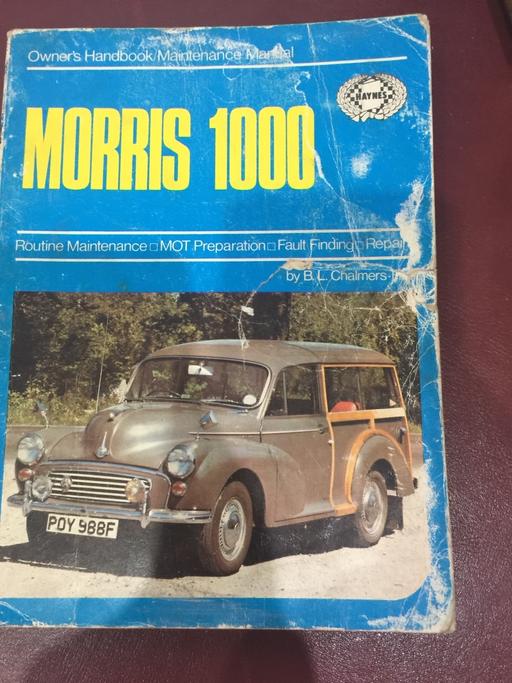 Owner's Handbook/Maintenance Manual
HAYNES
MORRIS 1000
Routine Maintenance □ MOT Preparation □ Fault Finding □ Repair
by B. L. Chalmers-
POY 988F